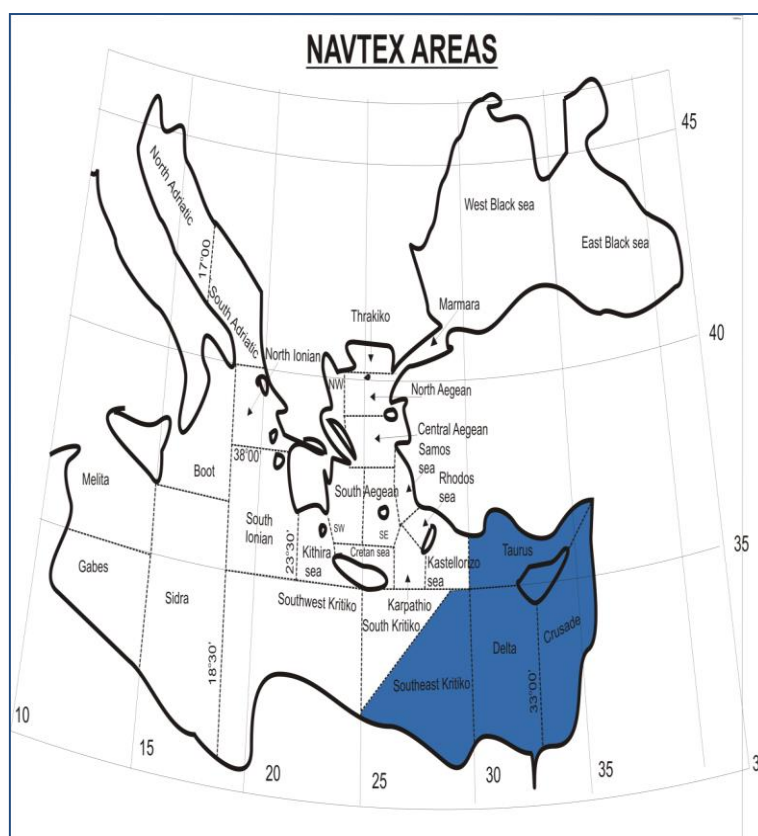 NAVTEX AREAS
45
North Adriatic
West Black sea
East Black sea
17°00
South Adriatic
Marmara
Thrakiko
40
North Ionian
NW
North Aegean
Central Aegean
Samos
sea
38°00'
Rhodos
sea
Melita
Boot
South Aegean
South
Ionian
SW
SE
Taurus
35
23°30'
Cretan sea
Kithira
sea
Kastellorizo
sea
Gabes
Sidra
Southwest Kritiko
Karpathio
South Kritiko
Crusade
Delta
18°30'
Southeast Kritiko
33°00'
10
15
20
25
30
35
3